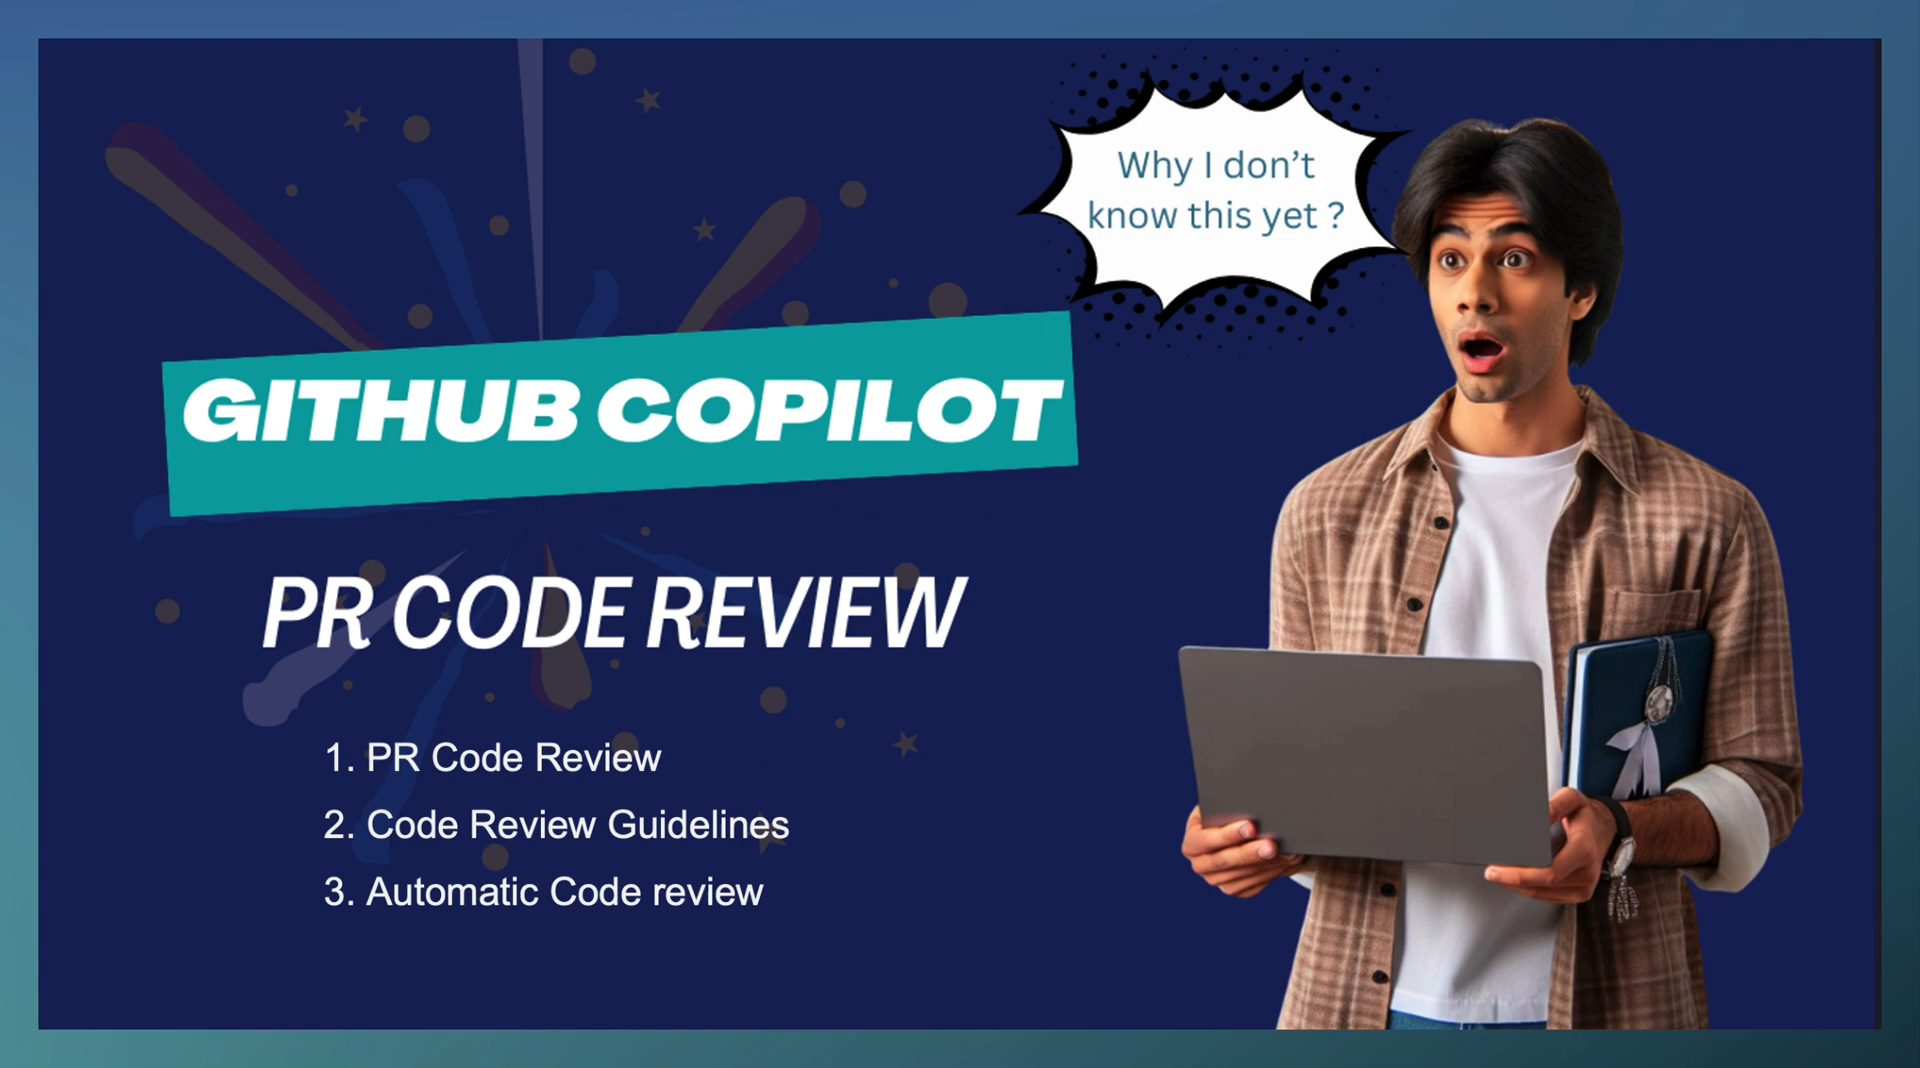 Why I don’t
know this yet ?
GITHUB COPILOT
PR CODE REVIEW
1. PR Code Review
2. Code Review Guidelines
3. Automatic Code review